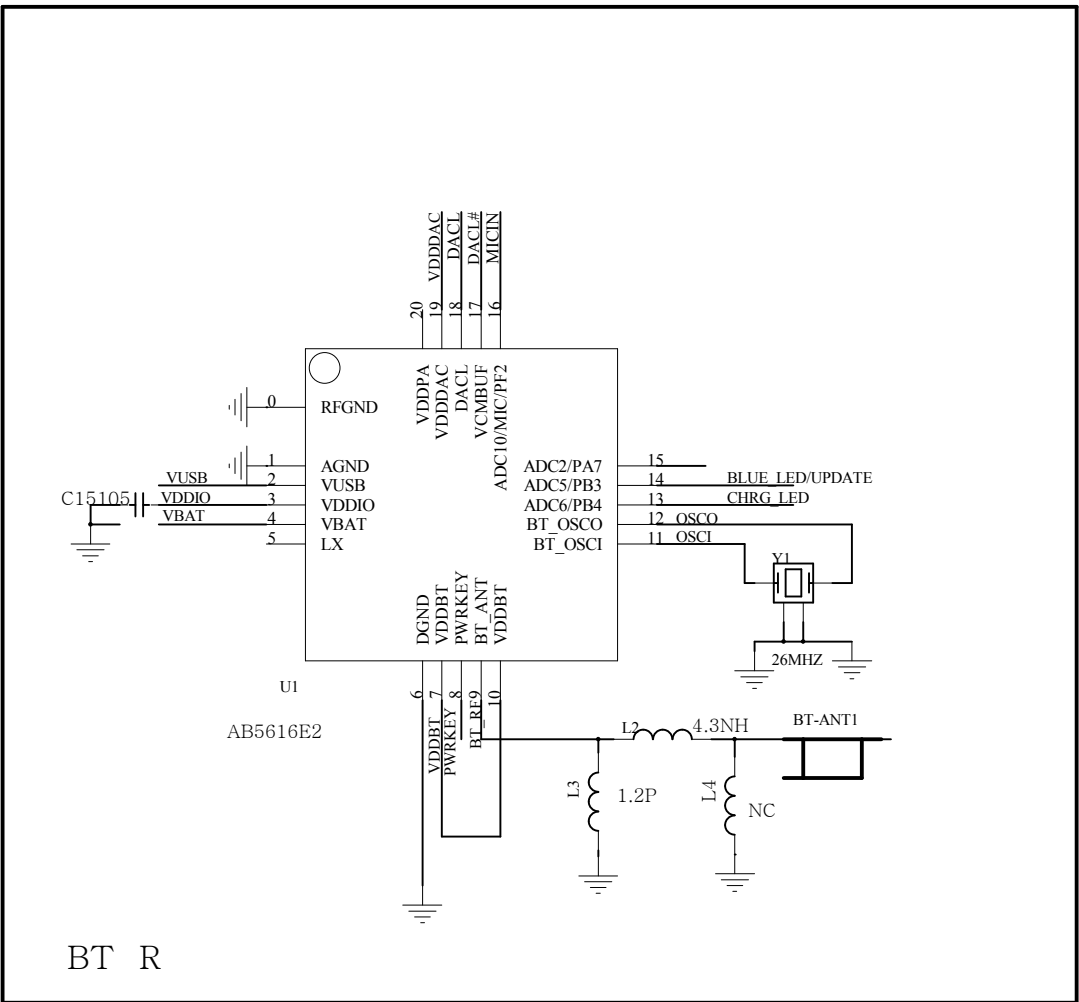 VDDDAC
DACL
DACL#
MICIN
20
19
18
17
16
VDDPA
VDDDAC
DACL
VCMBUF
ADC10/MIC/PF2
0
RFGND
1
AGND
VUSB
2
VUSB
C15105
VDDIO
3
VDDIO
VBAT
4
VBAT
5
LX
ADC2/PA7
15
ADC5/PB3
14
BLUE_LED/UPDATE
ADC6/PB4
13
CHRG_LED
BT_OSCO
12
OSCO
BT_OSCI
11
OSCI
Y1
26MHZ
DGND
VDDBT
PWRKEY
BT_ANT
VDDBT
6
7
8
9
10
VDDBT
PWRKEY
BT_RF
U1
AB5616E2
L2
4.3NH
BT-ANT1
L3
1.2P
L4
NC
BT R